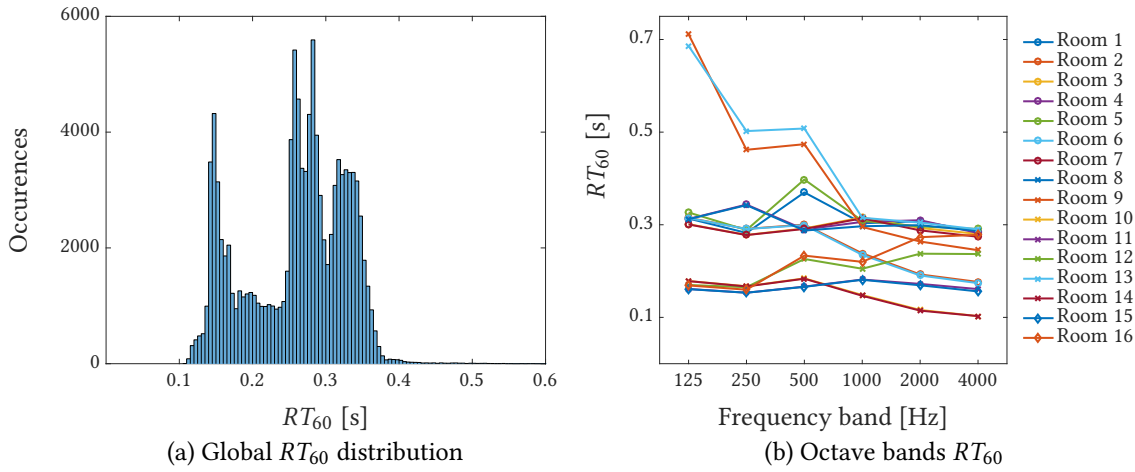 6000
4000
2000
0
Occurences
0.1 0.2 0.3 0.4 0.5 0.6
RT60 [s]
(a) Global RT60 distribution
0.7
0.5
0.3
0.1
RT60 [s]
125 250 500 1000 2000 4000
Frequency band [Hz]
(b) Octave bands RT60
Room 1
Room 2
Room 3
Room 4
Room 5
Room 6
Room 7
Room 8
Room 9
Room 10
Room 11
Room 12
Room 13
Room 14
Room 15
Room 16